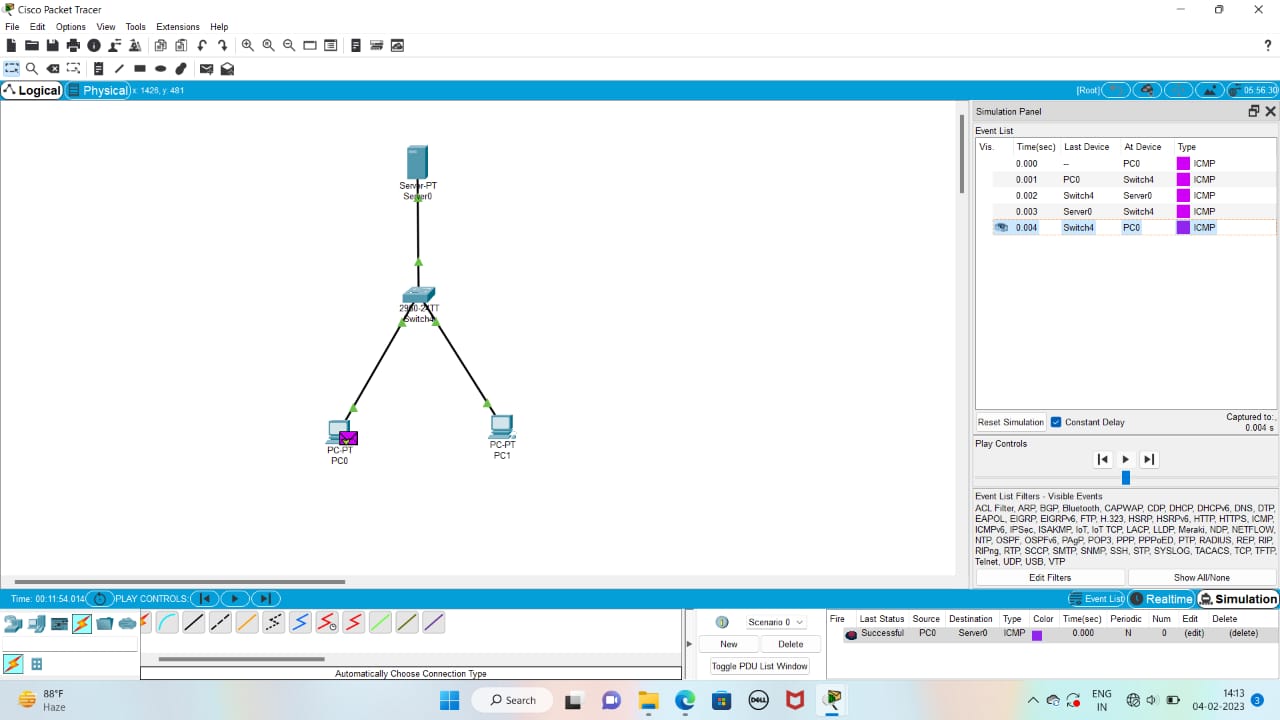 Cisco Packet Tracer
File Edit Options View Tools Extensions Help
?
Logical Physical x: 1426, y: 481 [Root] 05:56:30
Simulation Panel
Event List
Vis. Time(sec) Last Device At Device Type
0.000 -- PC0 ICMP
0.001 PC0 Switch4 ICMP
0.002 Switch4 Server0 ICMP
0.003 Server0 Switch4 ICMP
0.004 Switch4 PC0 ICMP
Server-PT
Server0
2960-24TT
Switch4
PC-PT
PC0
PC-PT
PC1
Reset Simulation Constant Delay Captured to:
0.004 s
Play Controls
Event List Filters - Visible Events
ACL Filter, ARP, BGP, Bluetooth, CAPWAP, CDP, DHCP, DHCPv6, DNS, DTP,
EAPOL, EIGRP, EIGRPv6, FTP, H.323, HSRP, HSRPv6, HTTP, HTTPS, ICMP,
ICMPv6, IPSec, ISAKMP, IoT, IoT TCP, LACP, LLDP, Meraki, NDP, NETFLOW,
NTP, OSPF, OSPFv6, PAgP, POP3, PPP, PPPoED, PTP, RADIUS, REP, RIP,
RIPng, RTP, SCCP, SMTP, SNMP, SSH, STP, SYSLOG, TACACS, TCP, TFTP,
Telnet, UDP, USB, VTP
Edit Filters Show All/None
Time: 00:11:54.014 PLAY CONTROLS: Event List Realtime Simulation
Scenario 0
New Delete
Toggle PDU List Window
Fire Last Status Source Destination Type Color Time(sec) Periodic Num Edit Delete
Successful PC0 Server0 ICMP 0.000 N 0 (edit) (delete)
Automatically Choose Connection Type
88°F
Haze
Search
DELL
ENG
IN
14:13
04-02-2023
3